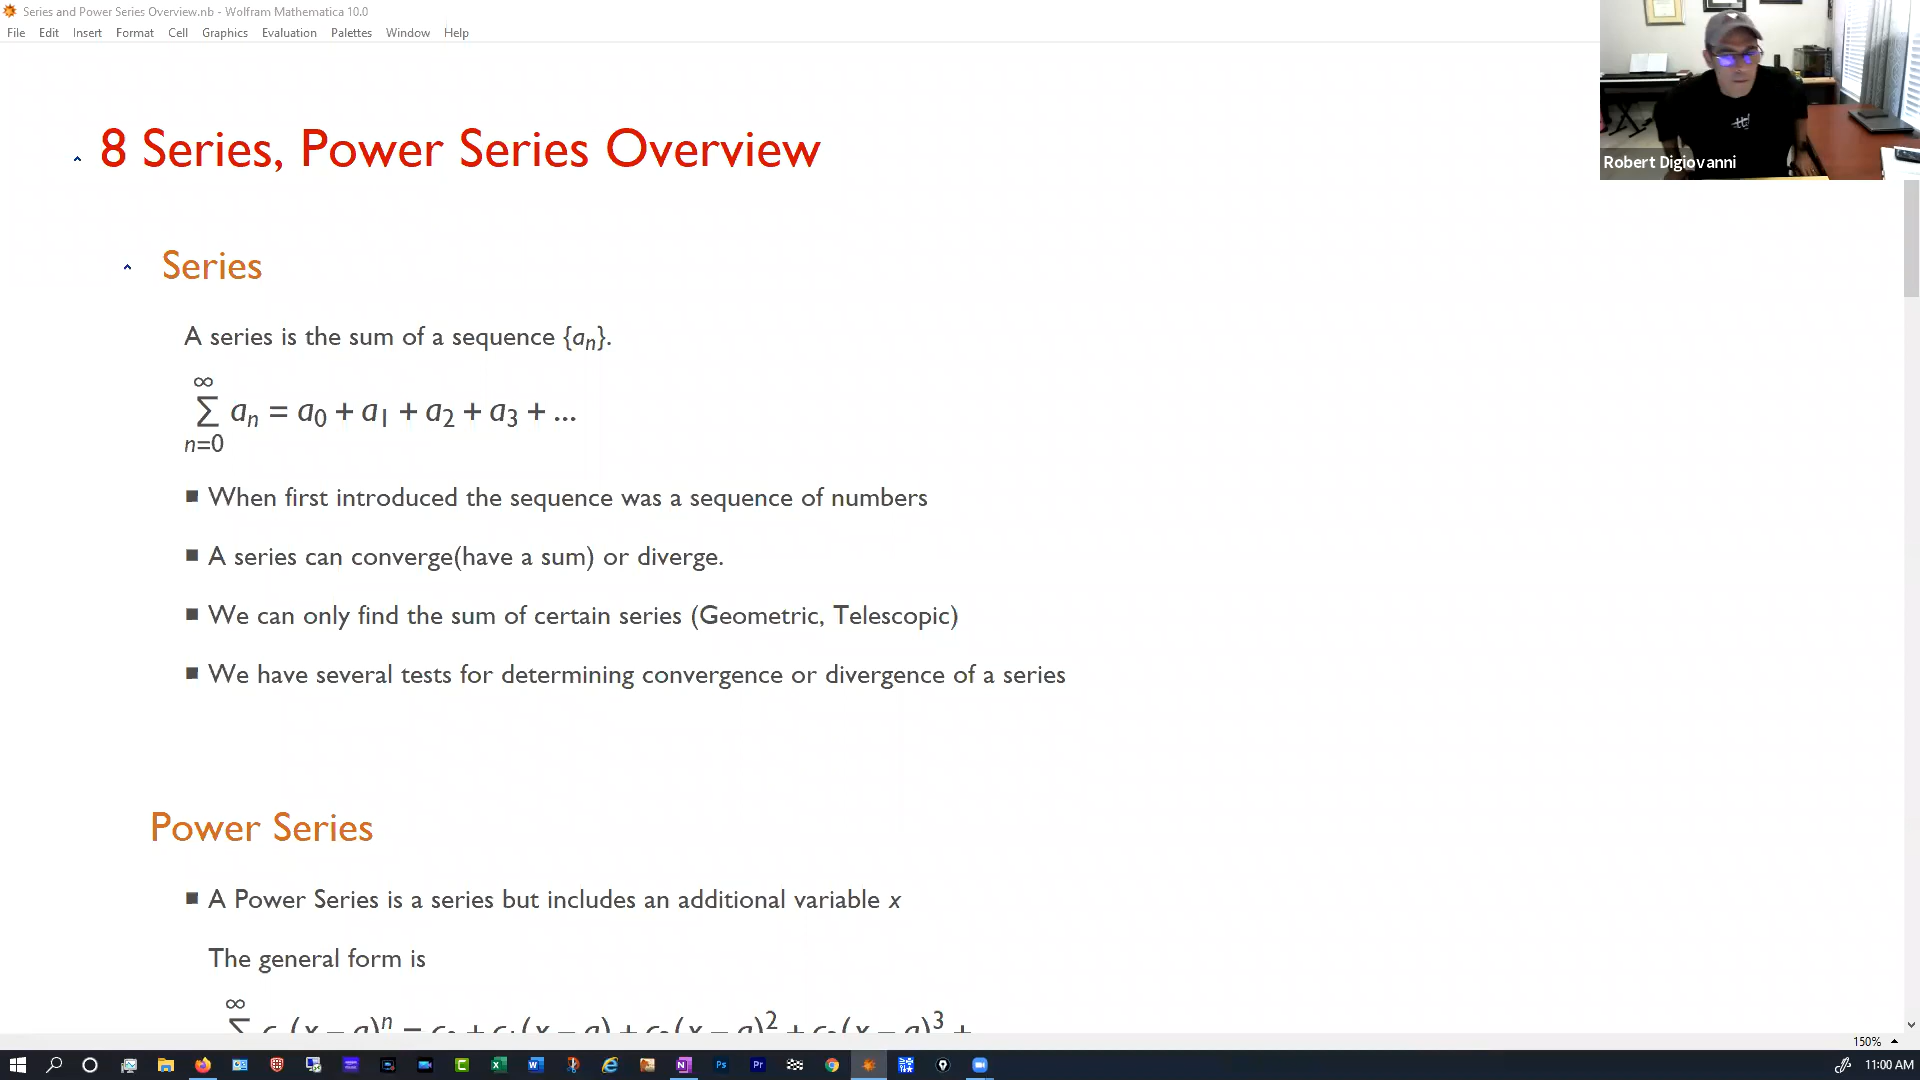 Series and Power Series Overview.nb - Wolfram Mathematica 10.0
File Edit Insert Format Cell Graphics Evaluation Palettes Window Help
Robert Digiovanni
8 Series, Power Series Overview
Series
A series is the sum of a sequence {aₙ}.
∞
∑ aₙ = a₀ + a₁ + a₂ + a₃ + ...
n=0
■ When first introduced the sequence was a sequence of numbers
■ A series can converge(have a sum) or diverge.
■ We can only find the sum of certain series (Geometric, Telescopic)
■ We have several tests for determining convergence or divergence of a series
Power Series
■ A Power Series is a series but includes an additional variable x
The general form is
∞
∑ c (x − a)ⁿ = c + c (x − a) + c (x − a)² + c (x − a)³ +
150%
11:00 AM